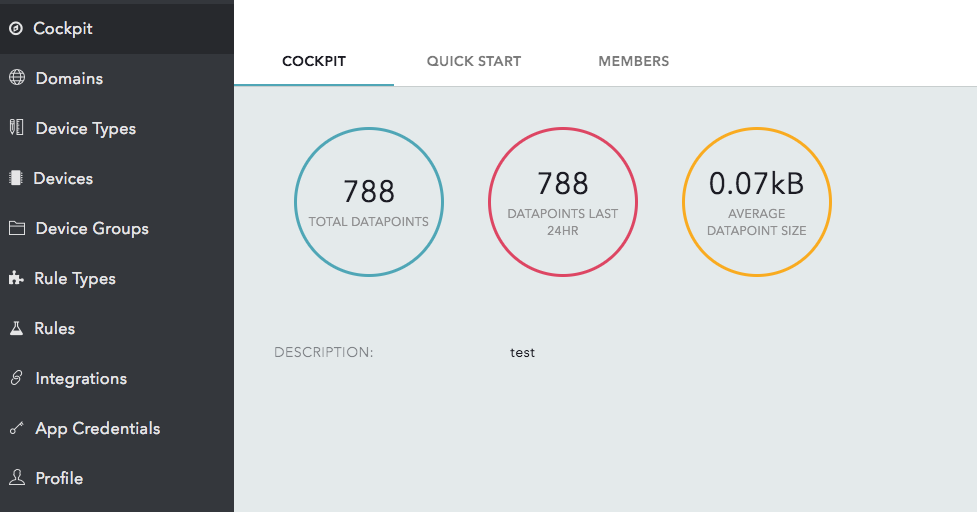 Cockpit
Domains
Device Types
Devices
Device Groups
Rule Types
Rules
Integrations
App Credentials
Profile
COCKPIT
QUICK START
MEMBERS
788
TOTAL DATAPOINTS
788
DATAPOINTS LAST
24HR
0.07kB
AVERAGE
DATAPOINT SIZE
DESCRIPTION:
test